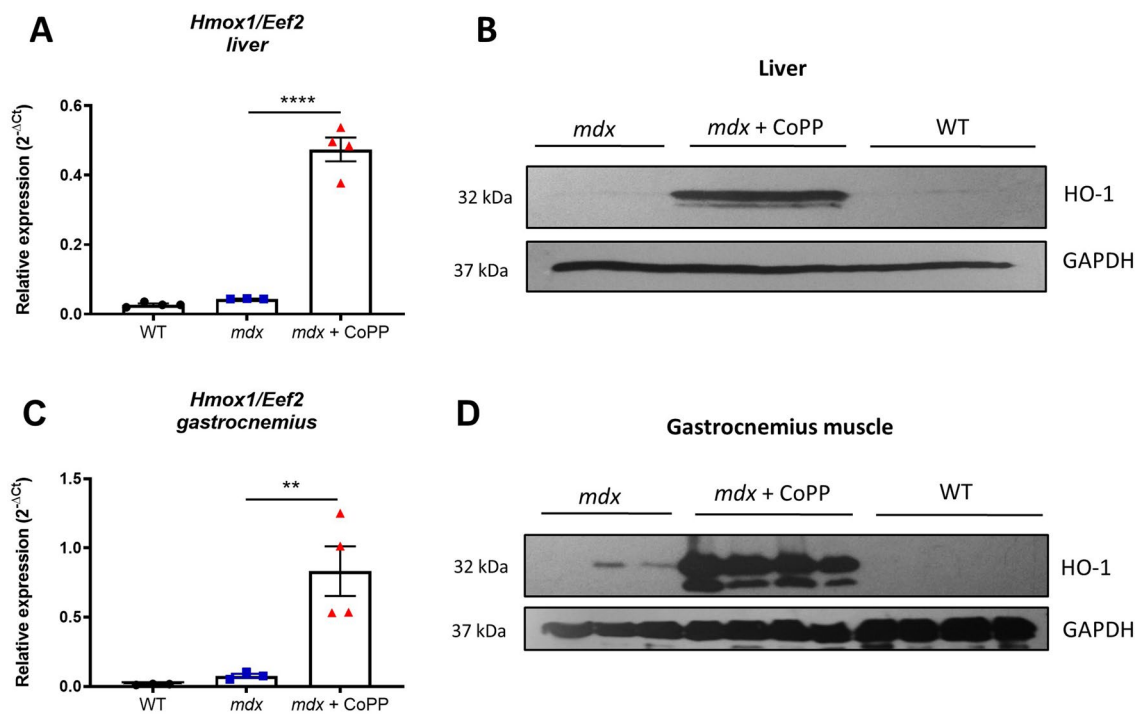 A
Hmox1/Eef2
liver
Relative expression (2-ΔCt)
0.6
0.4
0.2
0.0
****
WT
mdx
mdx + CoPP
B
Liver
mdx
mdx + CoPP
WT
32 kDa
HO-1
37 kDa
GAPDH
C
Hmox1/Eef2
gastrocnemius
Relative expression (2-ΔCt)
1.5
1.0
0.5
0.0
**
WT
mdx
mdx + CoPP
D
Gastrocnemius muscle
mdx
mdx + CoPP
WT
32 kDa
HO-1
37 kDa
GAPDH